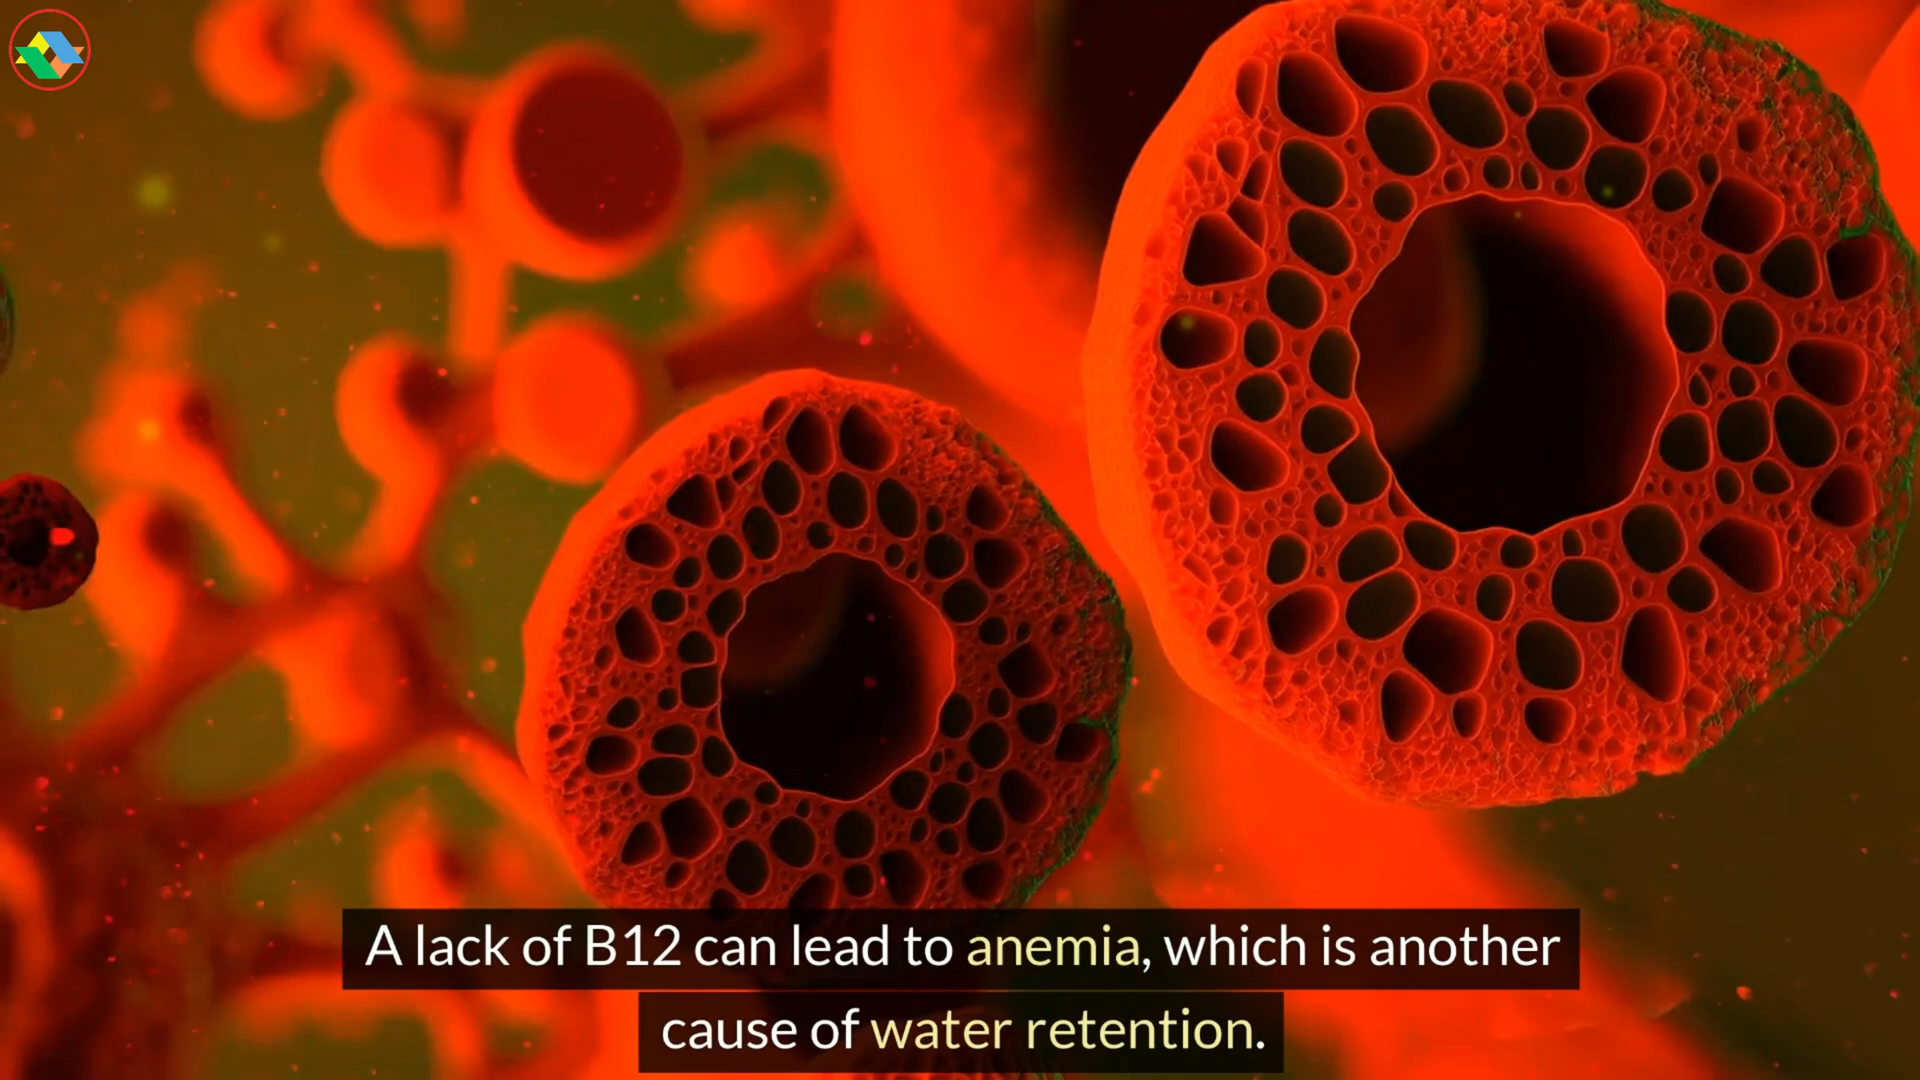 A lack of B12 can lead to anemia, which is another
cause of water retention.